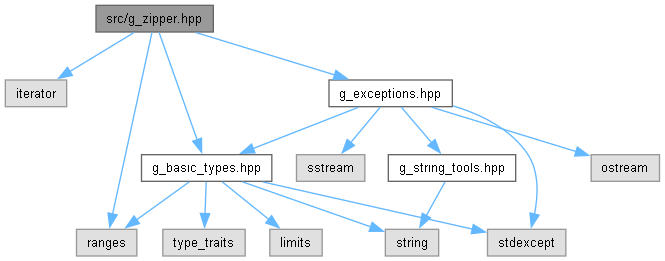 src/g_zipper.hpp
iterator
g_exceptions.hpp
g_basic_types.hpp
sstream
g_string_tools.hpp
ostream
ranges
type_traits
limits
string
stdexcept